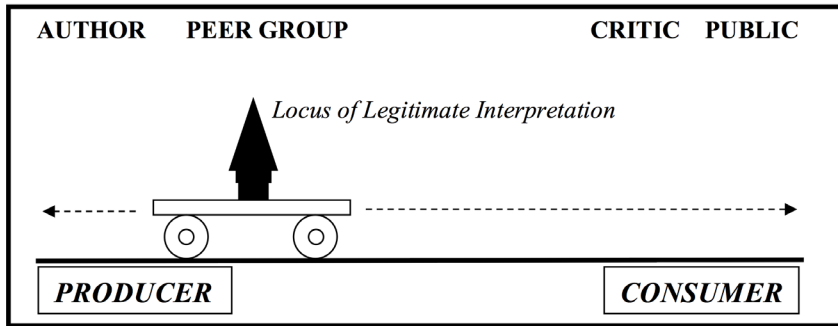 AUTHOR PEER GROUP CRITIC PUBLIC
Locus of Legitimate Interpretation
PRODUCER CONSUMER